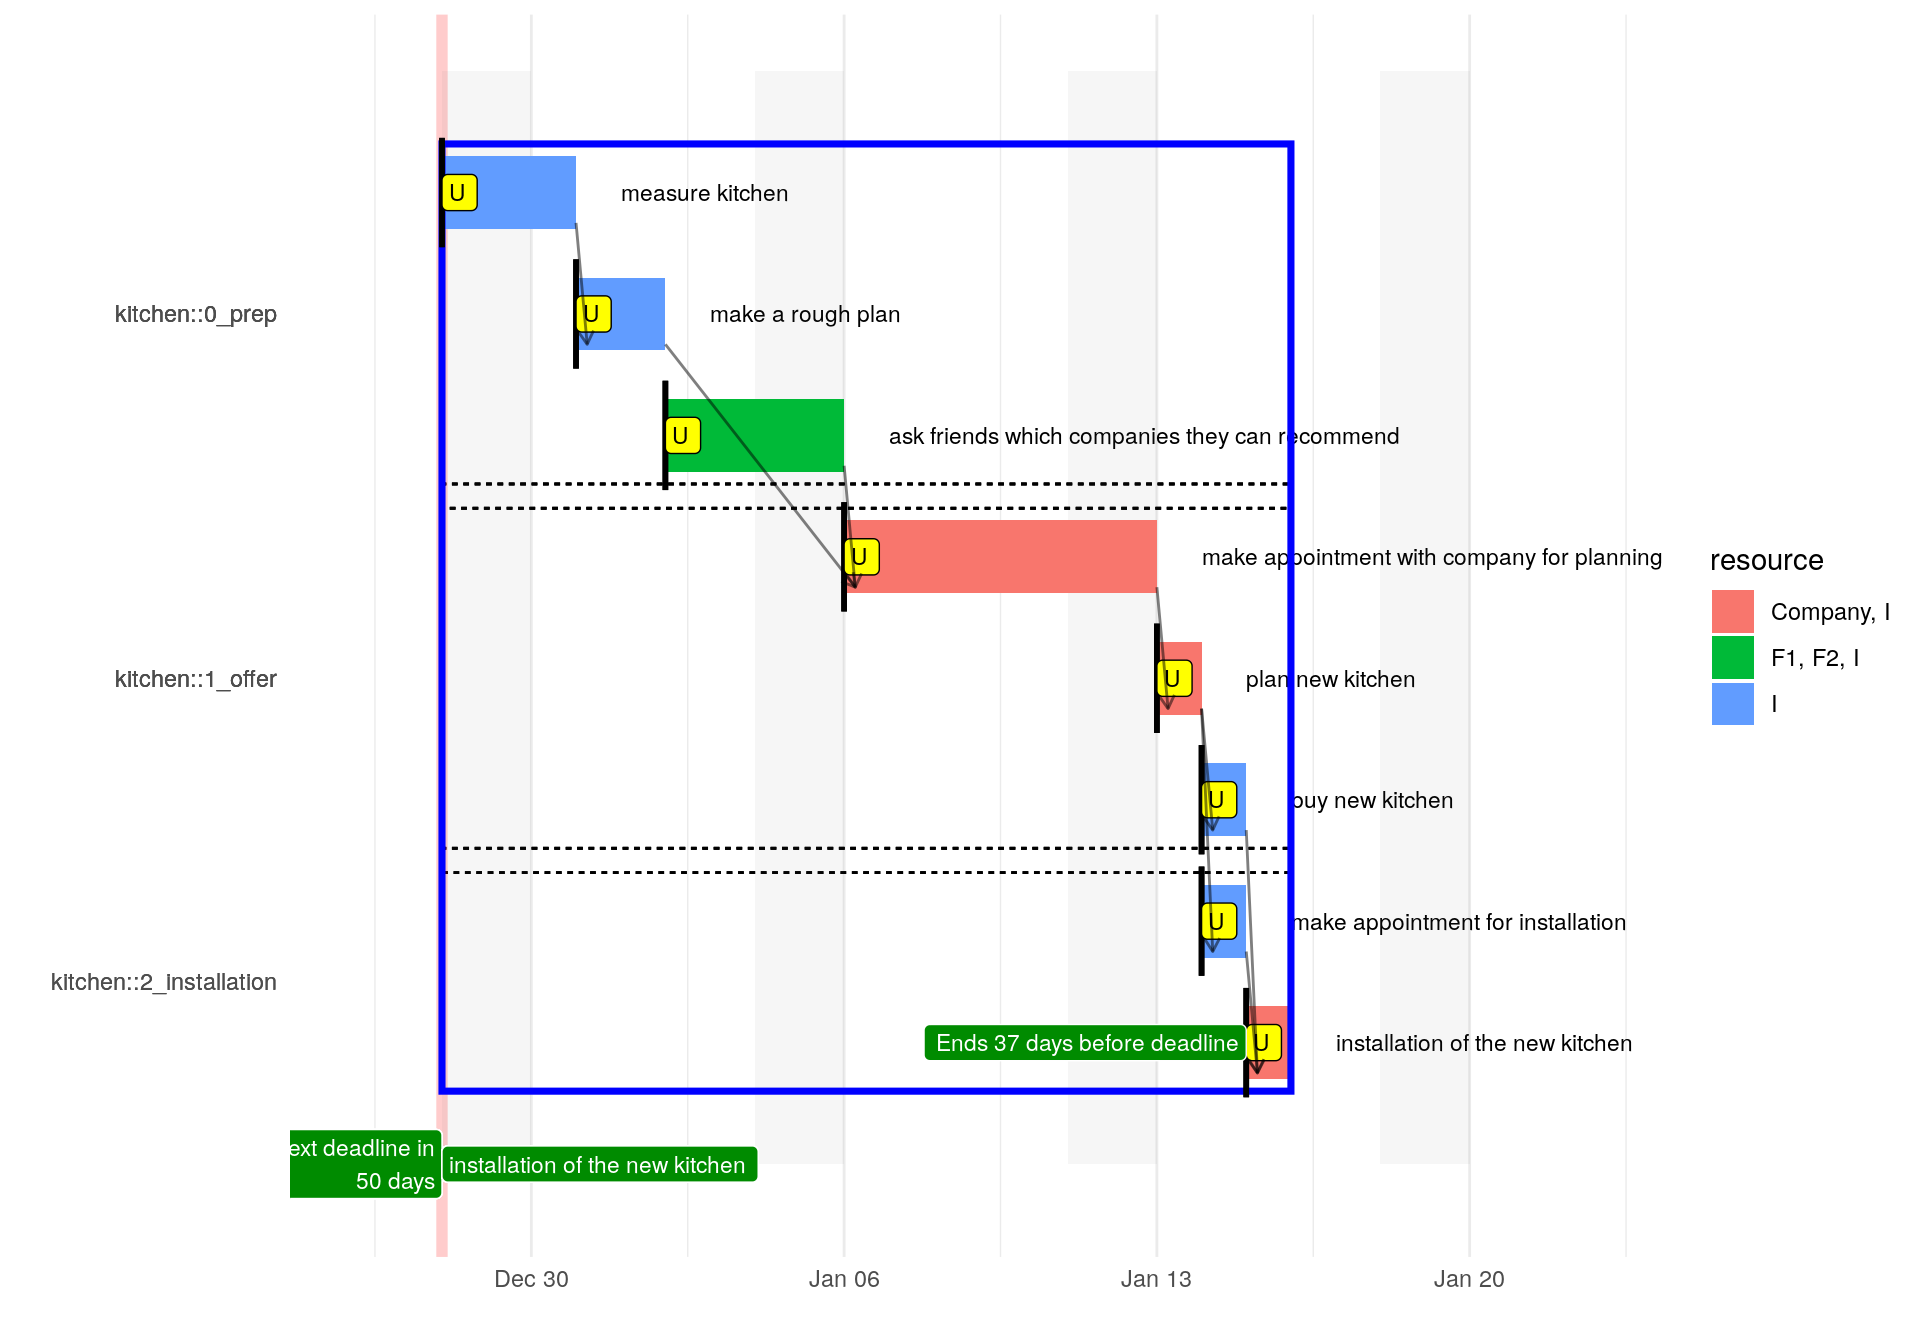 U
measure kitchen
kitchen::0_prep
U
make a rough plan
U
ask friends which companies they can recommend
U
make appointment with company for planning
kitchen::1_offer
U
plan new kitchen
U
buy new kitchen
U
make appointment for installation
kitchen::2_installation
Ends 37 days before deadline
U
installation of the new kitchen
ext deadline in
50 days
installation of the new kitchen
Dec 30
Jan 06
Jan 13
Jan 20
resource
Company, I
F1, F2, I
I